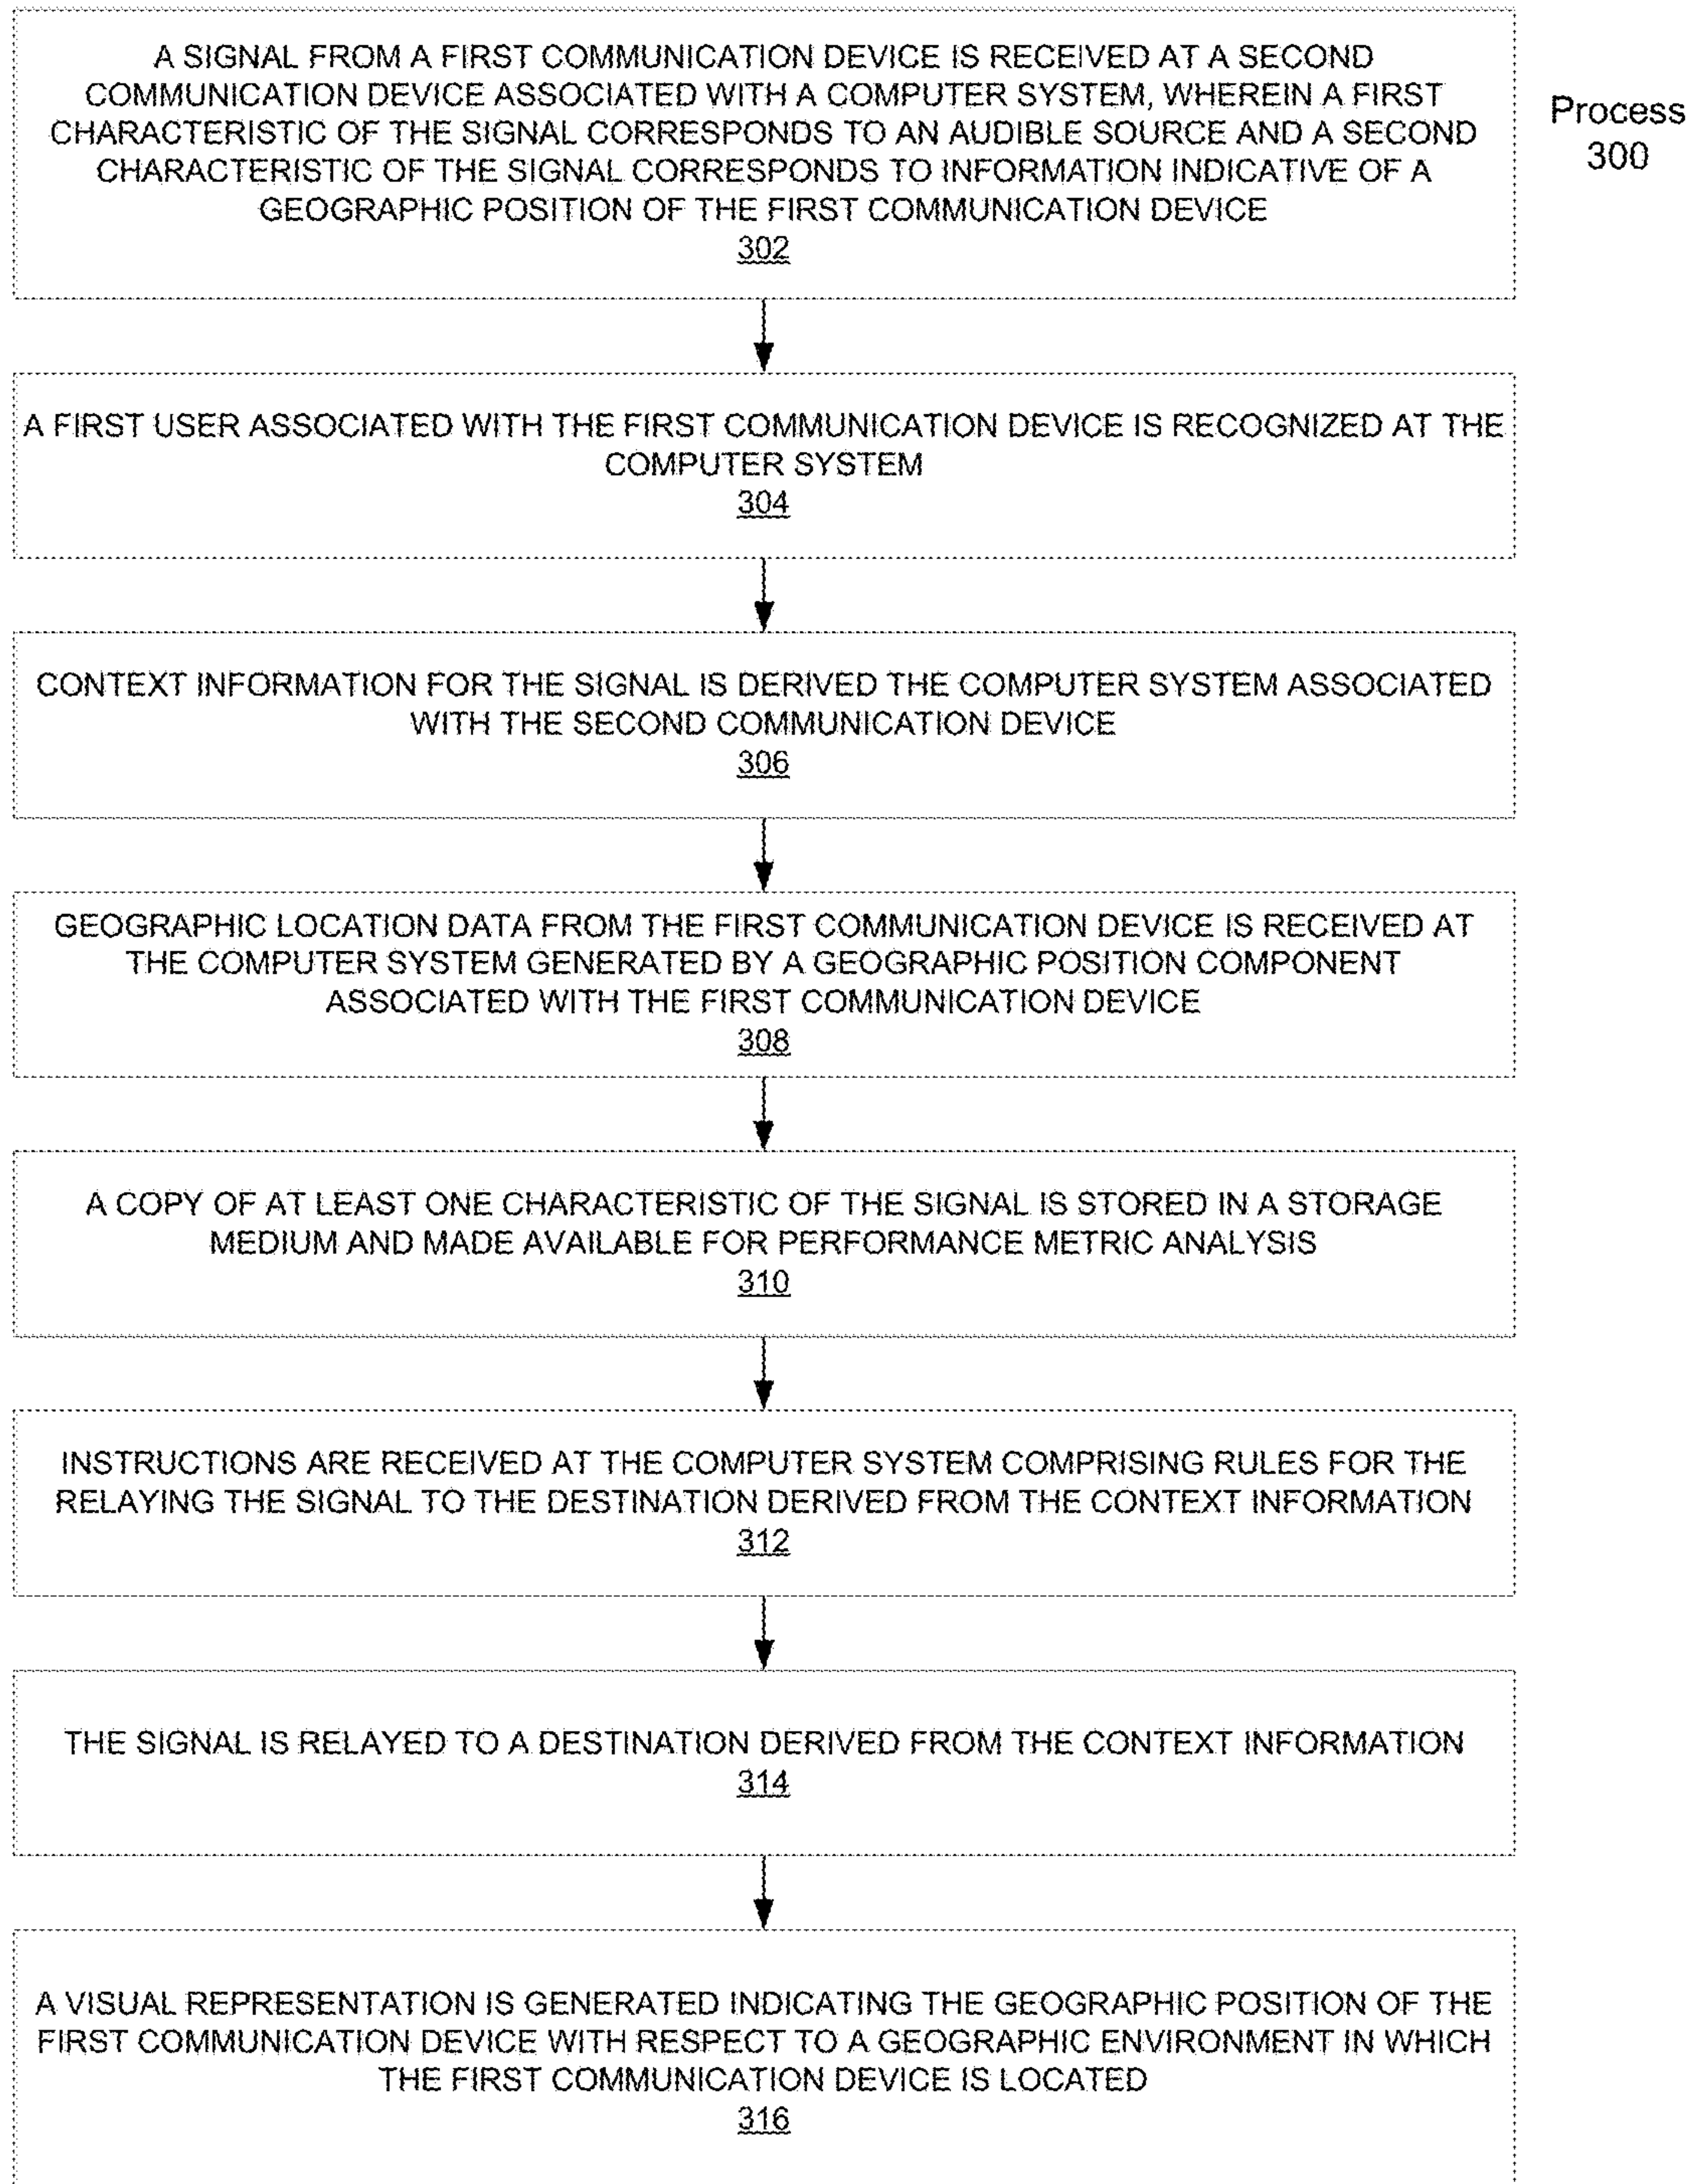 A SIGNAL FROM A FIRST COMMUNICATION DEVICE IS RECEIVED AT A SECOND
COMMUNICATION DEVICE ASSOCIATED WITH A COMPUTER SYSTEM, WHEREIN A FIRST
CHARACTERISTIC OF THE SIGNAL CORRESPONDS TO AN AUDIBLE SOURCE AND A SECOND
CHARACTERISTIC OF THE SIGNAL CORRESPONDS TO INFORMATION INDICATIVE OF A
GEOGRAPHIC POSITION OF THE FIRST COMMUNICATION DEVICE
302
Process
300
A FIRST USER ASSOCIATED WITH THE FIRST COMMUNICATION DEVICE IS RECOGNIZED AT THE
COMPUTER SYSTEM
304
CONTEXT INFORMATION FOR THE SIGNAL IS DERIVED THE COMPUTER SYSTEM ASSOCIATED
WITH THE SECOND COMMUNICATION DEVICE
306
GEOGRAPHIC LOCATION DATA FROM THE FIRST COMMUNICATION DEVICE IS RECEIVED AT
THE COMPUTER SYSTEM GENERATED BY A GEOGRAPHIC POSITION COMPONENT
ASSOCIATED WITH THE FIRST COMMUNICATION DEVICE
308
A COPY OF AT LEAST ONE CHARACTERISTIC OF THE SIGNAL IS STORED IN A STORAGE
MEDIUM AND MADE AVAILABLE FOR PERFORMANCE METRIC ANALYSIS
310
INSTRUCTIONS ARE RECEIVED AT THE COMPUTER SYSTEM COMPRISING RULES FOR THE
RELAYING THE SIGNAL TO THE DESTINATION DERIVED FROM THE CONTEXT INFORMATION
312
THE SIGNAL IS RELAYED TO A DESTINATION DERIVED FROM THE CONTEXT INFORMATION
314
A VISUAL REPRESENTATION IS GENERATED INDICATING THE GEOGRAPHIC POSITION OF THE
FIRST COMMUNICATION DEVICE WITH RESPECT TO A GEOGRAPHIC ENVIRONMENT IN WHICH
THE FIRST COMMUNICATION DEVICE IS LOCATED
316